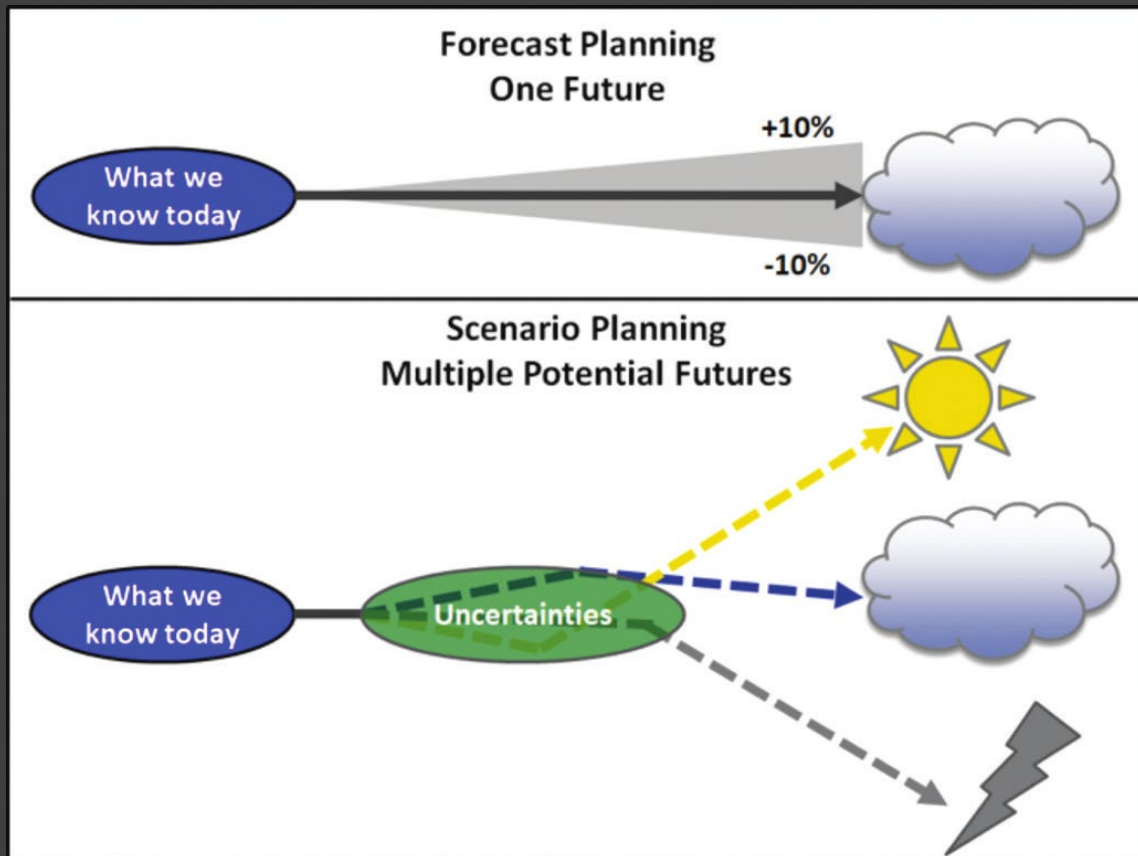 Forecast Planning
One Future
+10%
What we
know today
-10%
Scenario Planning
Multiple Potential Futures
What we
know today
Uncertainties